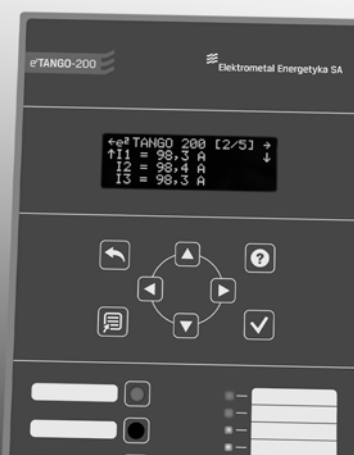 e²TANGO-200
Elektrometal Energetyka SA
←e² TANGO 200 [2/5] →
↑I1 = 98,3 A ↓
I2 = 98,4 A
I3 = 98,3 A
?